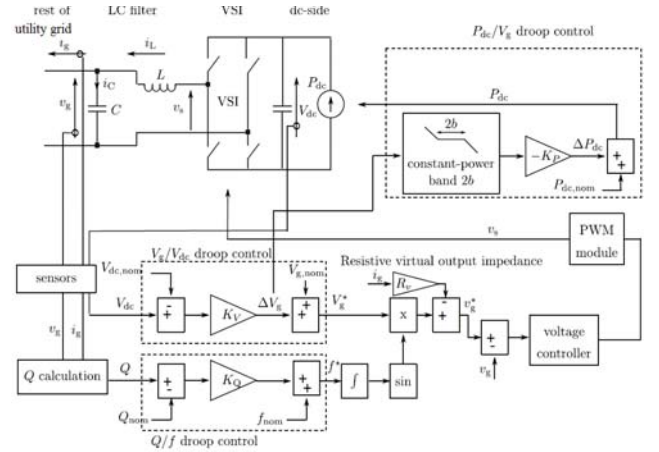 rest of utility grid
LC filter
VSI
dc-side
i_g
i_L
L
i_C
v_g
C
v_s
VSI
P_dc
V_dc
P_dc/V_g droop control
P_dc
2b
constant-power
band 2b
−K_P
ΔP_dc
+
+
P_dc,nom
v_s
PWM
module
V_g/V_dc droop control
V_dc,nom
V_g,nom
Resistive virtual output impedance
i_g
R_v
sensors
V_dc
-
+
K_V
ΔV_g
+
+
V_g*
x
-
+
v_g*
+
-
v_g
voltage
controller
v_g
i_g
Q calculation
Q
+
-
K_Q
+
+
f*
∫
sin
Q_nom
f_nom
Q/f droop control